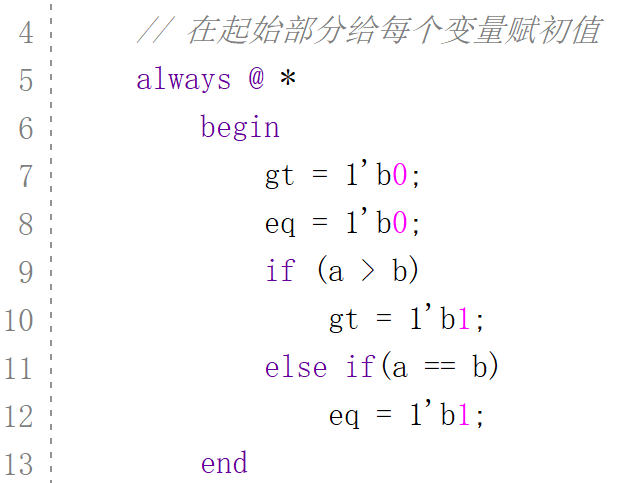 4 // 在起始部分给每个变量赋初值
5 always @ *
6 begin
7 gt = 1'b0;
8 eq = 1'b0;
9 if (a > b)
10 gt = 1'b1;
11 else if(a == b)
12 eq = 1'b1;
13 end